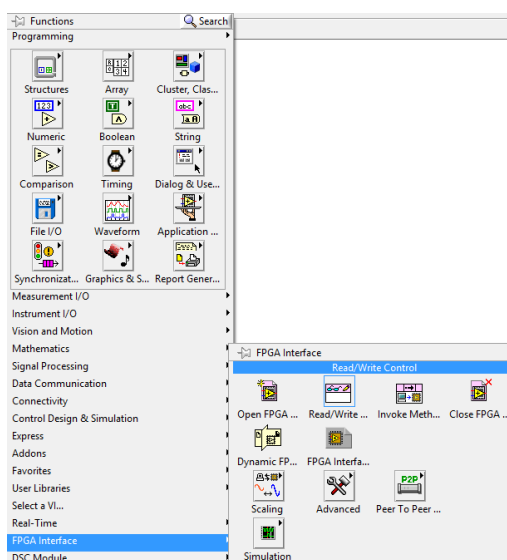 Functions
Search
Programming
Structures
Array
Cluster, Clas...
Numeric
Boolean
String
Comparison
Timing
Dialog & Use...
File I/O
Waveform
Application ...
Synchronizat...
Graphics & S...
Report Gener...
Measurement I/O
Instrument I/O
Vision and Motion
Mathematics
Signal Processing
Data Communication
Connectivity
Control Design & Simulation
Express
Addons
Favorites
User Libraries
Select a VI...
Real-Time
FPGA Interface
DSC Module
FPGA Interface
Read/Write Control
Open FPGA ...
Read/Write ...
Invoke Meth...
Close FPGA ...
Dynamic FP...
FPGA Interfa...
Scaling
Advanced
P2P
Peer To Peer ...
Simulation